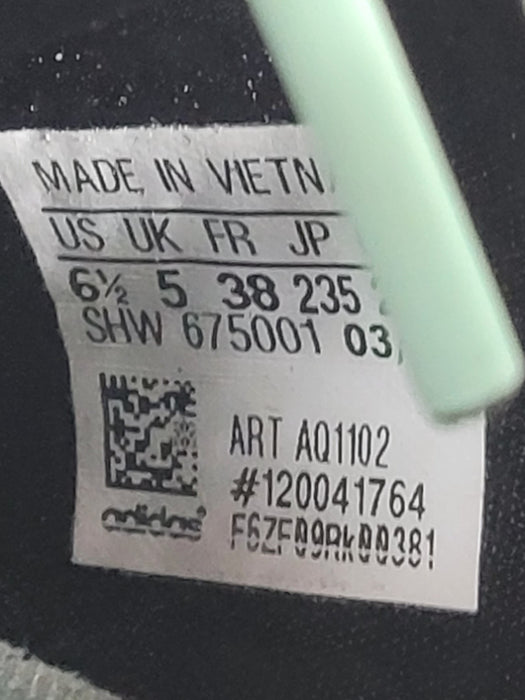 MADE IN VIETN
US UK FR JP
6½ 5 38 235
SHW 675001 03
ART AQ1102
#120041764
adidas
F6ZF09RK00381